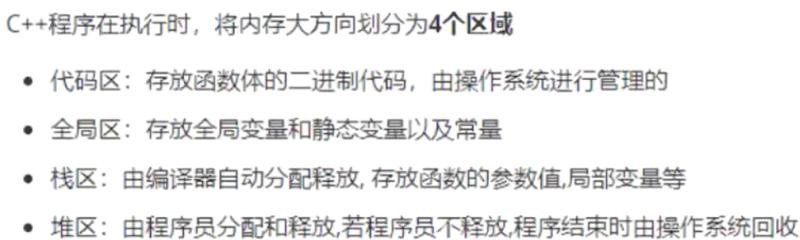 C++程序在执行时，将内存大方向划分为4个区域
代码区：存放函数体的二进制代码，由操作系统进行管理的
全局区：存放全局变量和静态变量以及常量
栈区：由编译器自动分配释放, 存放函数的参数值,局部变量等
堆区：由程序员分配和释放,若程序员不释放,程序结束时由操作系统回收